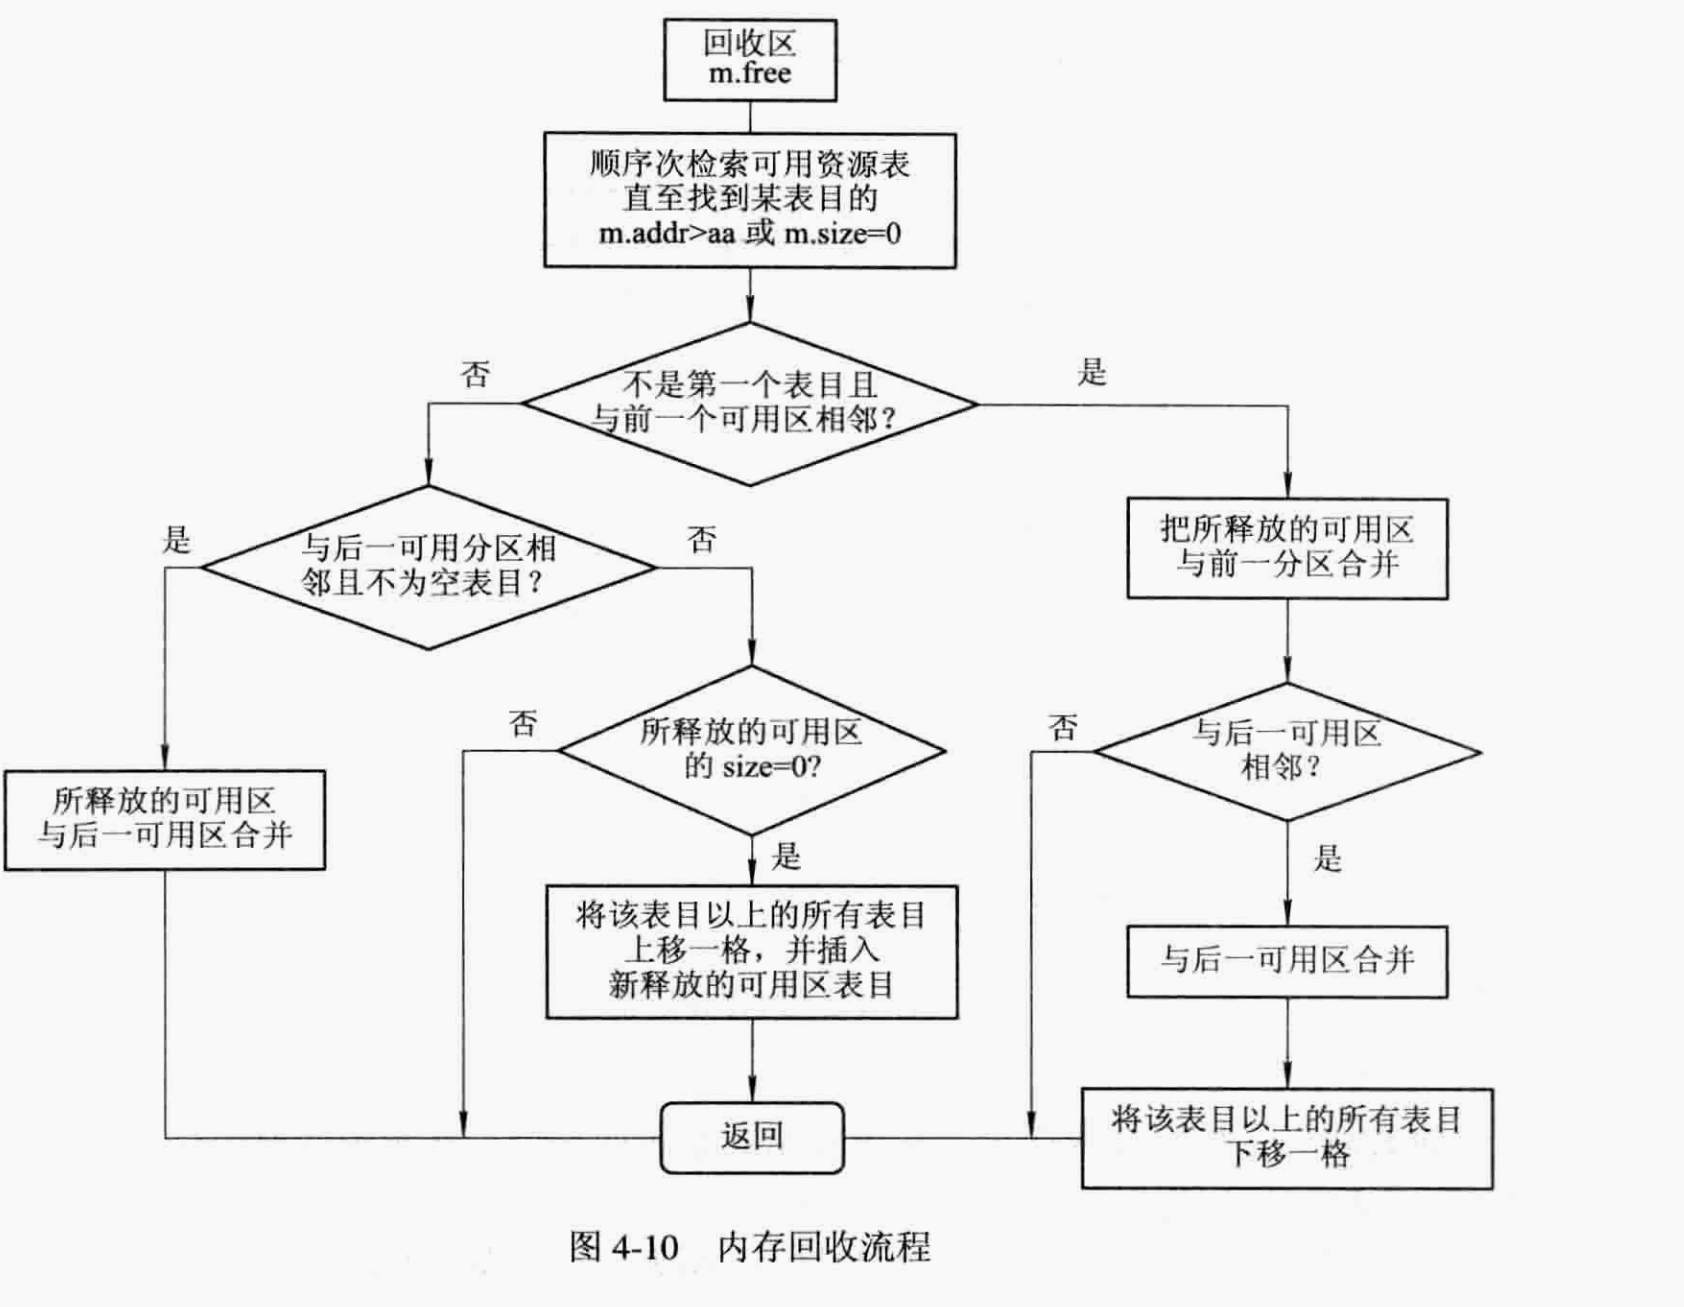 回收区
m.free
顺序次检索可用资源表
直至找到某表目的
m.addr>aa 或 m.size=0
否
不是第一个表目且
与前一个可用区相邻？
是
是
与后一可用分区相
邻且不为空表目？
否
把所释放的可用区
与前一分区合并
否
所释放的可用区
的 size=0?
是
否
与后一可用区
相邻？
是
所释放的可用区
与后一可用区合并
将该表目以上的所有表目
上移一格，并插入
新释放的可用区表目
与后一可用区合并
返回
将该表目以上的所有表目
下移一格
图 4-10 内存回收流程